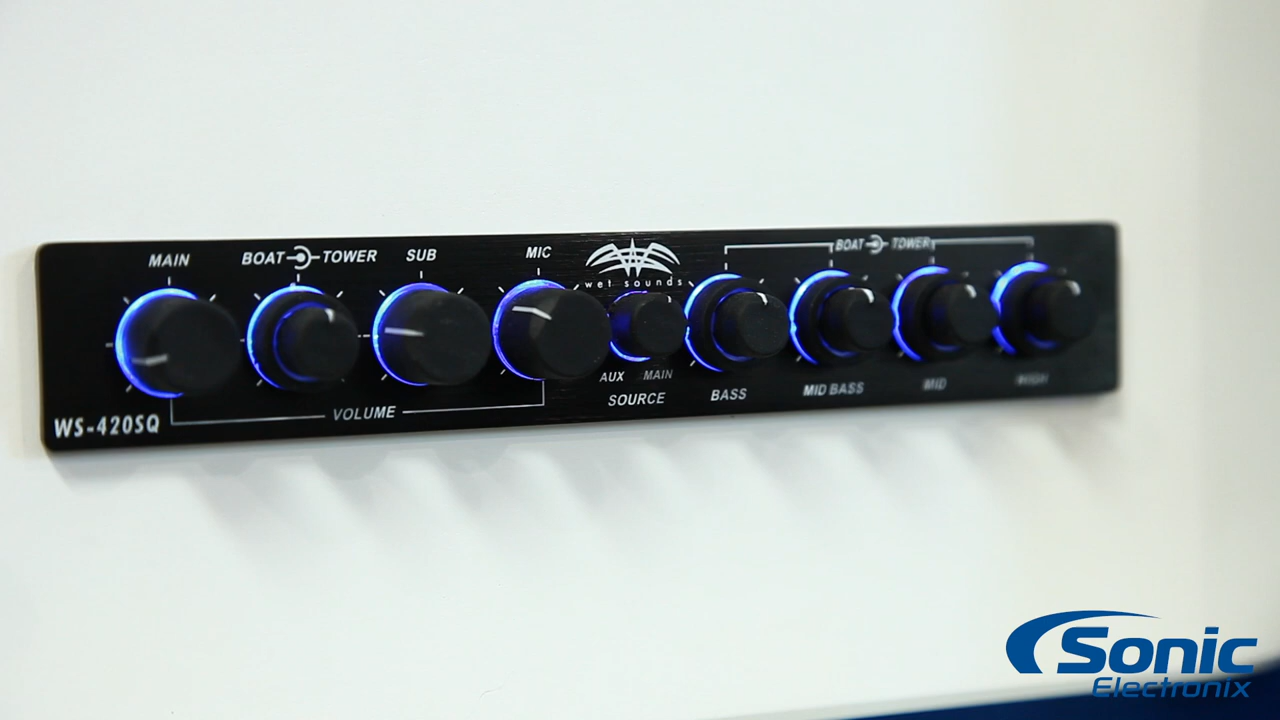 MAIN
BOAT TOWER
SUB
MIC
wet sounds
BOAT TOWER
AUX MAIN
SOURCE
BASS
MID BASS
MID
HIGH
VOLUME
WS-420SQ
Sonic
Electronix